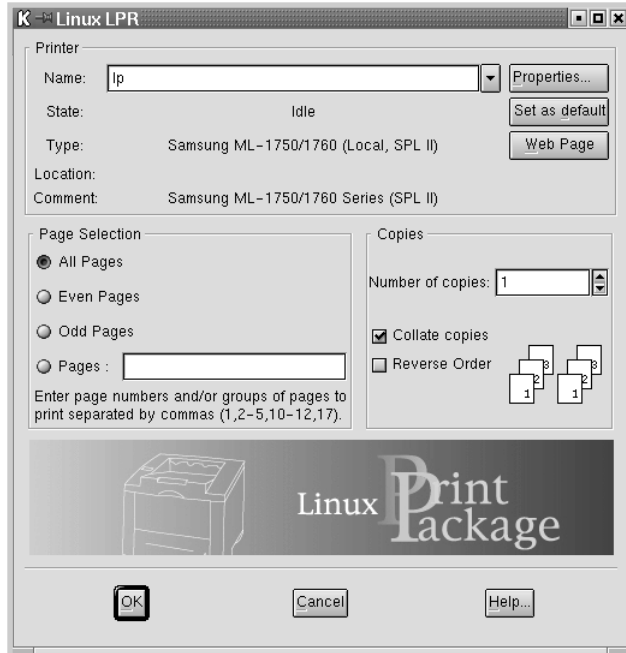 K Linux LPR
Printer
Name: lp Properties...
State: Idle Set as default
Type: Samsung ML-1750/1760 (Local, SPL II) Web Page
Location:
Comment: Samsung ML-1750/1760 Series (SPL II)
Page Selection
All Pages
Even Pages
Odd Pages
Pages :
Enter page numbers and/or groups of pages to
print separated by commas (1,2-5,10-12,17).
Copies
Number of copies: 1
Collate copies
Reverse Order
3 3
2 2
1 1
Linux Print
Package
OK Cancel Help...